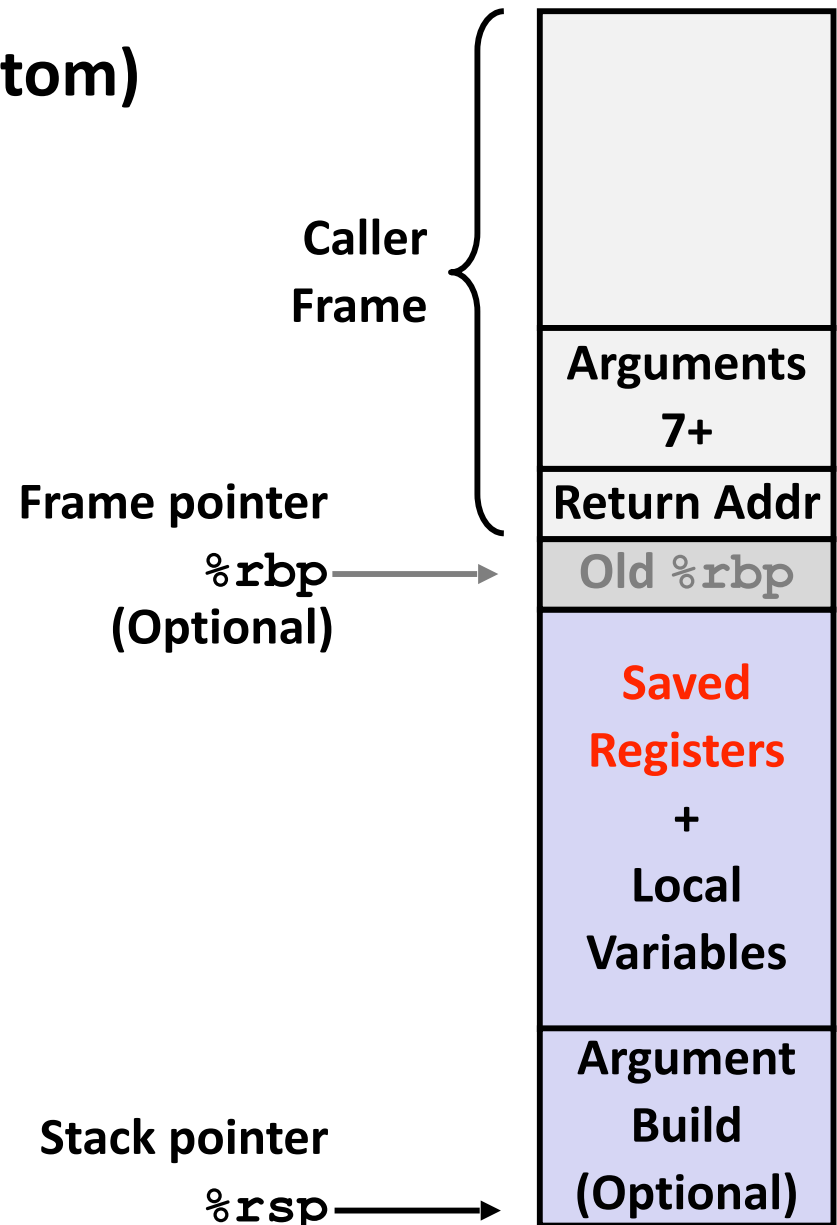 tom)
Caller
Frame
Arguments
7+
Frame pointer
Return Addr
%rbp
Old %rbp
(Optional)
Saved
Registers
+
Local
Variables
Argument
Build
(Optional)
Stack pointer
%rsp